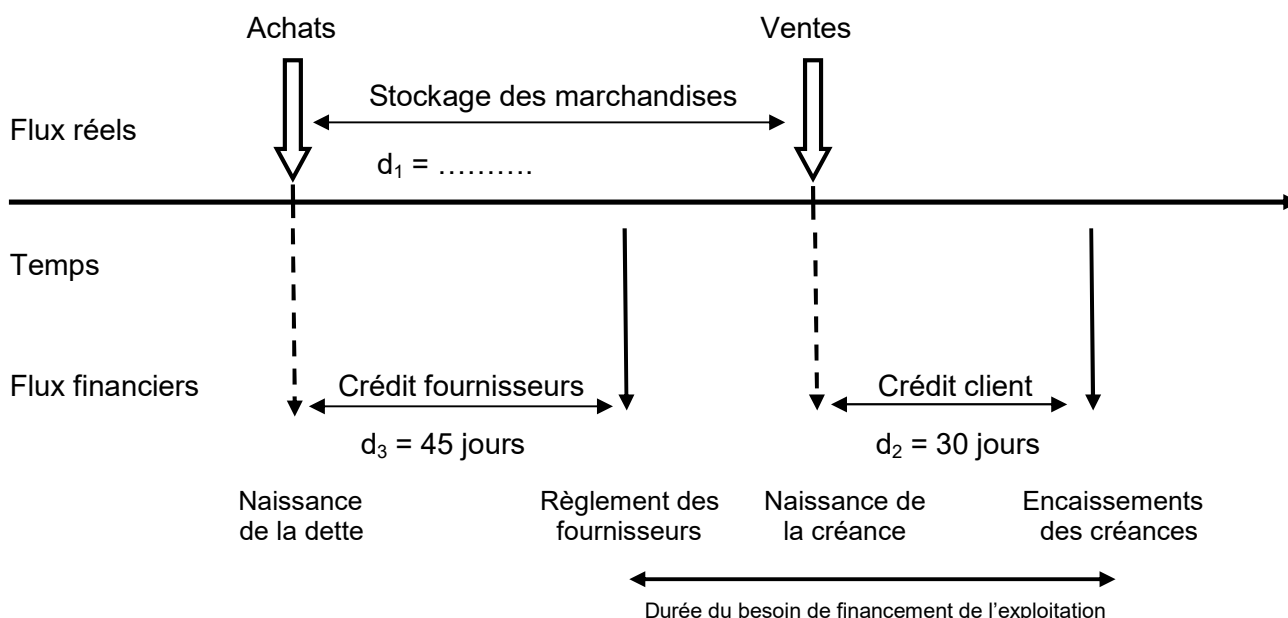 Achats
Ventes
Stockage des marchandises
Flux réels
d₁ = ……….
Temps
Flux financiers
Crédit fournisseurs
Crédit client
d₃ = 45 jours
d₂ = 30 jours
Naissance
de la dette
Règlement des
fournisseurs
Naissance de
la créance
Encaissements
des créances
Durée du besoin de financement de l’exploitation